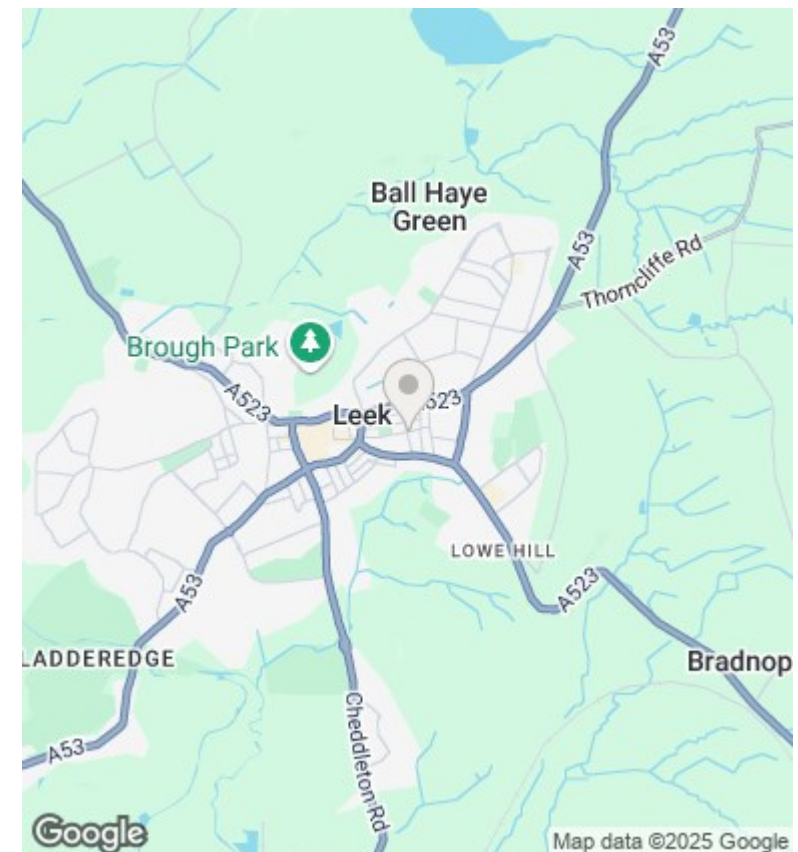 A53
Ball Haye
Green
A53
Thorncliffe Rd
Brough Park
A523
Leek
A523
LOWE HILL
A523
A53
LADDEREDGE
Bradnop
A53
Cheddleton Rd
Google
Map data ©2025 Google